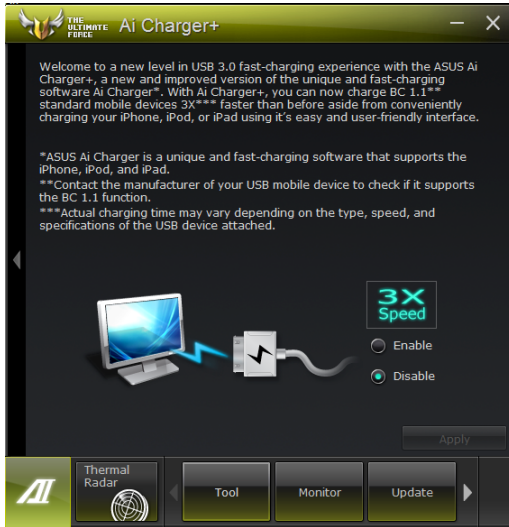 THE
ULTIMATE
FORCE
Ai Charger+
Welcome to a new level in USB 3.0 fast-charging experience with the ASUS Ai
Charger+, a new and improved version of the unique and fast-charging
software Ai Charger*. With Ai Charger+, you can now charge BC 1.1**
standard mobile devices 3X*** faster than before aside from conveniently
charging your iPhone, iPod, or iPad using it's easy and user-friendly interface.
*ASUS Ai Charger is a unique and fast-charging software that supports the
iPhone, iPod, and iPad.
**Contact the manufacturer of your USB mobile device to check if it supports
the BC 1.1 function.
***Actual charging time may vary depending on the type, speed, and
specifications of the USB device attached.
3X
Speed
Enable
Disable
Apply
AI
Thermal
Radar
Tool
Monitor
Update